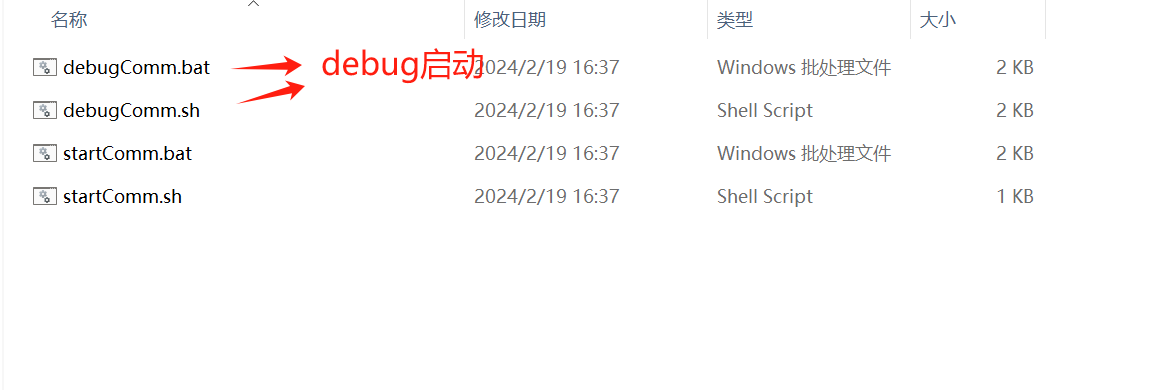 名称 修改日期 类型 大小
debugComm.bat debug启动 2024/2/19 16:37 Windows 批处理文件 2 KB
debugComm.sh 2024/2/19 16:37 Shell Script 2 KB
startComm.bat 2024/2/19 16:37 Windows 批处理文件 2 KB
startComm.sh 2024/2/19 16:37 Shell Script 1 KB